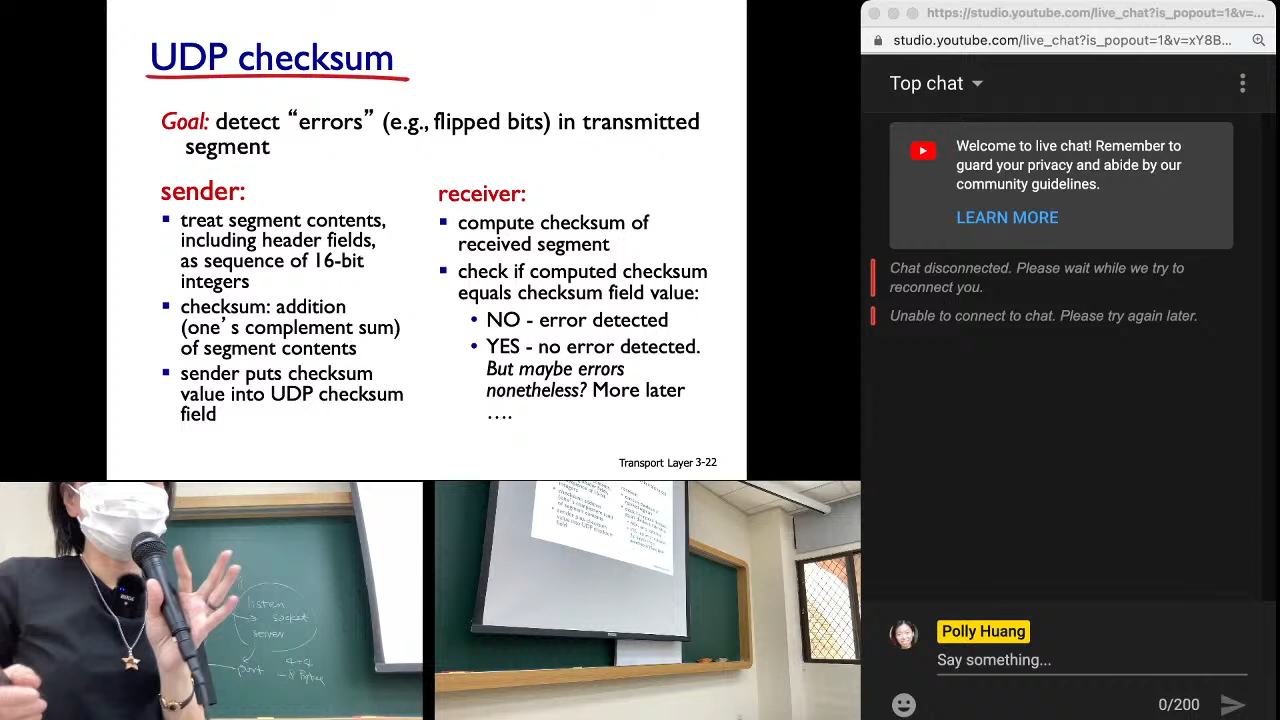 UDP checksum
Goal: detect “errors” (e.g., flipped bits) in transmitted
segment
sender:
▪ treat segment contents,
including header fields,
as sequence of 16-bit
integers
▪ checksum: addition
(one’s complement sum)
of segment contents
▪ sender puts checksum
value into UDP checksum
field
receiver:
▪ compute checksum of
received segment
▪ check if computed checksum
equals checksum field value:
• NO - error detected
• YES - no error detected.
But maybe errors
nonetheless? More later
….
Transport Layer 3-22
listen
socket
server
port
4+4
https://studio.youtube.com/live_chat?is_popout=1&v=...
studio.youtube.com/live_chat?is_popout=1&v=xY8B...
Top chat
Welcome to live chat! Remember to
guard your privacy and abide by our
community guidelines.
LEARN MORE
Chat disconnected. Please wait while we try to
reconnect you.
Unable to connect to chat. Please try again later.
Polly Huang
Say something...
0/200